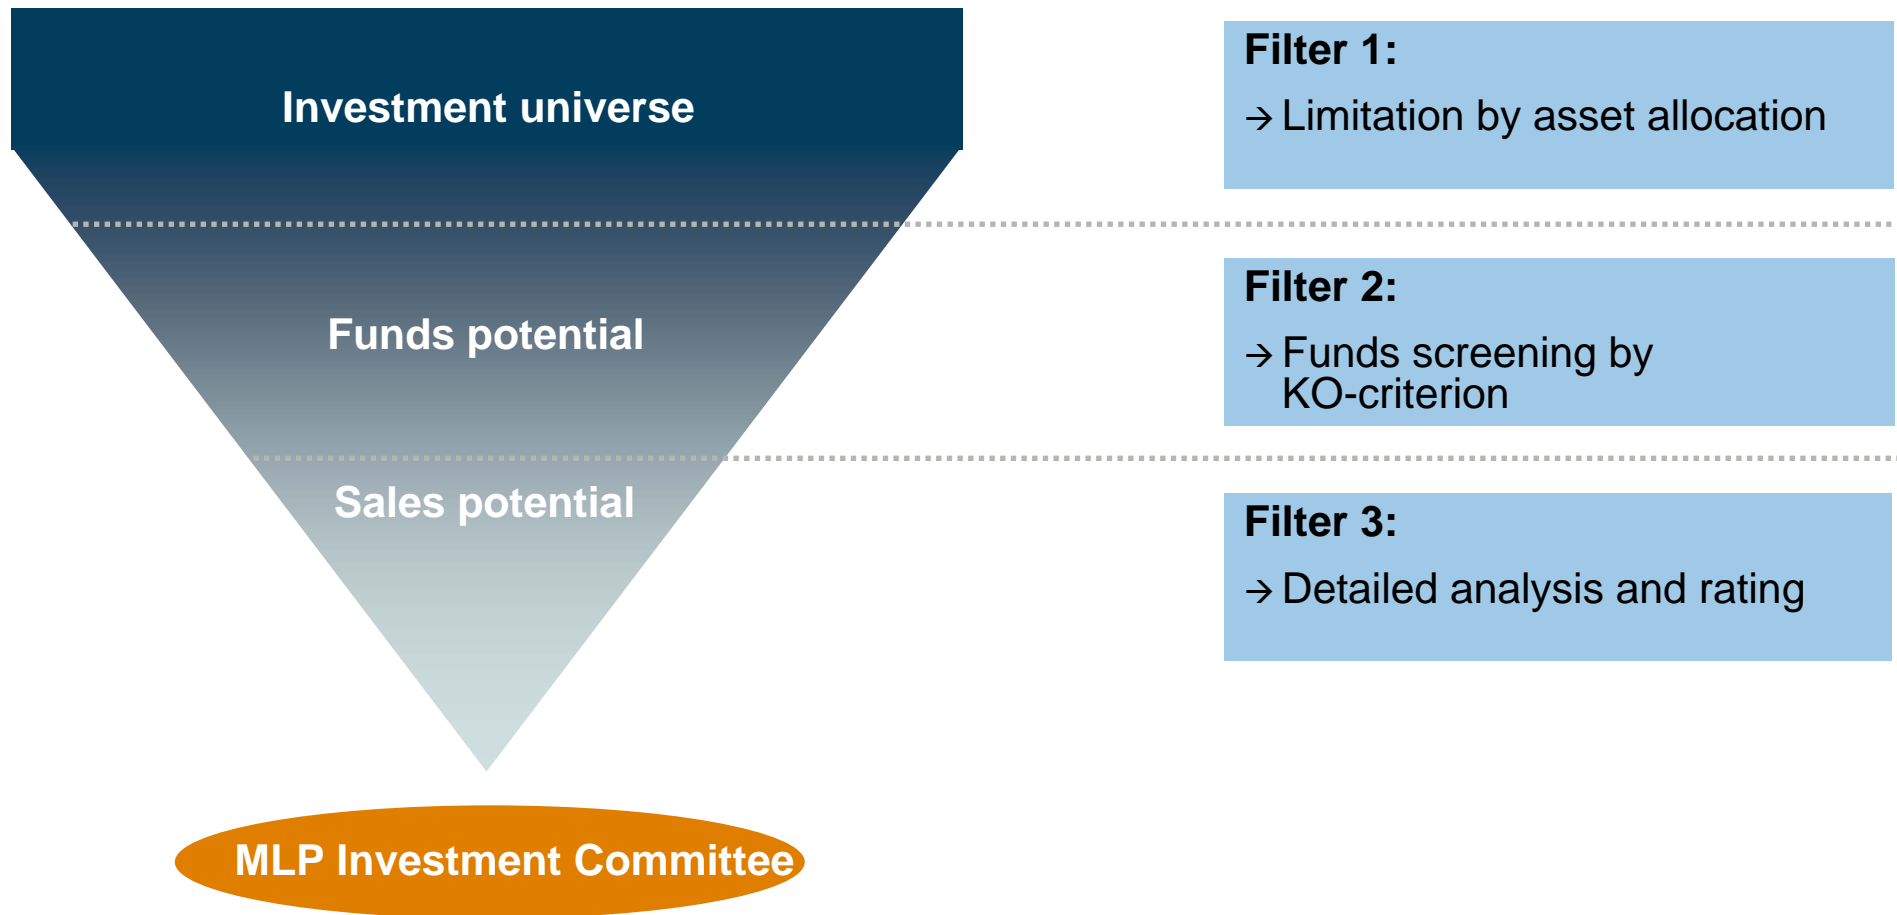 Investment universe
Filter 1:
→ Limitation by asset allocation
Funds potential
Filter 2:
→ Funds screening by
KO-criterion
Sales potential
Filter 3:
→ Detailed analysis and rating
MLP Investment Committee